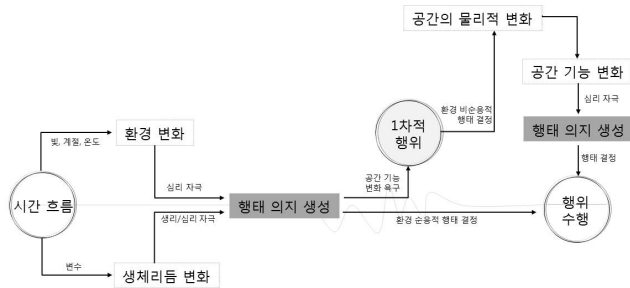 공간의 물리적 변화
공간 기능 변화
심리 자극
행태 의지 생성
행태 결정
행위
수행
환경 비순응적
행태 결정
1차적
행위
공간 기능
변화 욕구
환경 변화
빛, 계절, 온도
심리 자극
시간 흐름
행태 의지 생성
생리/심리 자극
환경 순응적 행태 결정
변수
생체리듬 변화